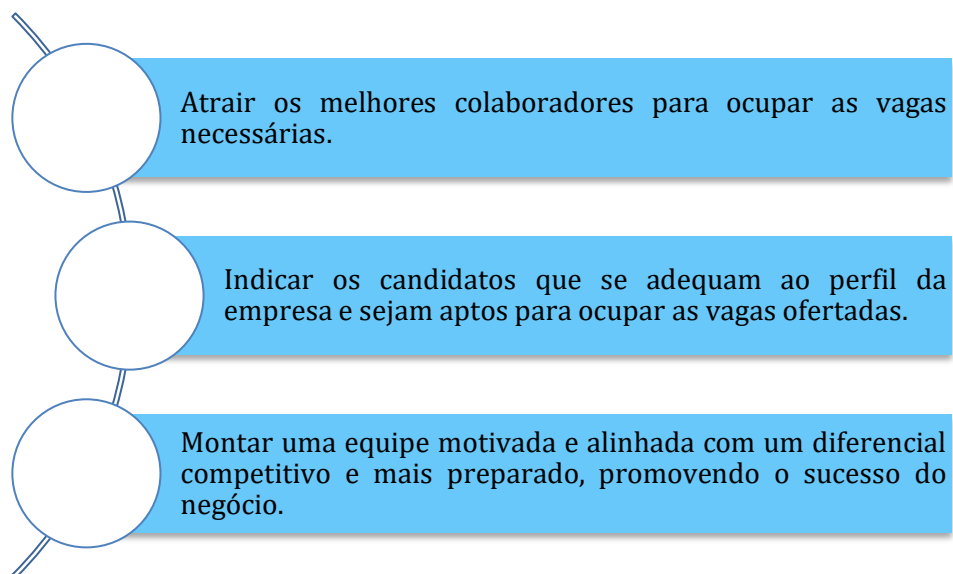 Atrair os melhores colaboradores para ocupar as vagas
necessárias.
Indicar os candidatos que se adequam ao perfil da
empresa e sejam aptos para ocupar as vagas ofertadas.
Montar uma equipe motivada e alinhada com um diferencial
competitivo e mais preparado, promovendo o sucesso do
negócio.